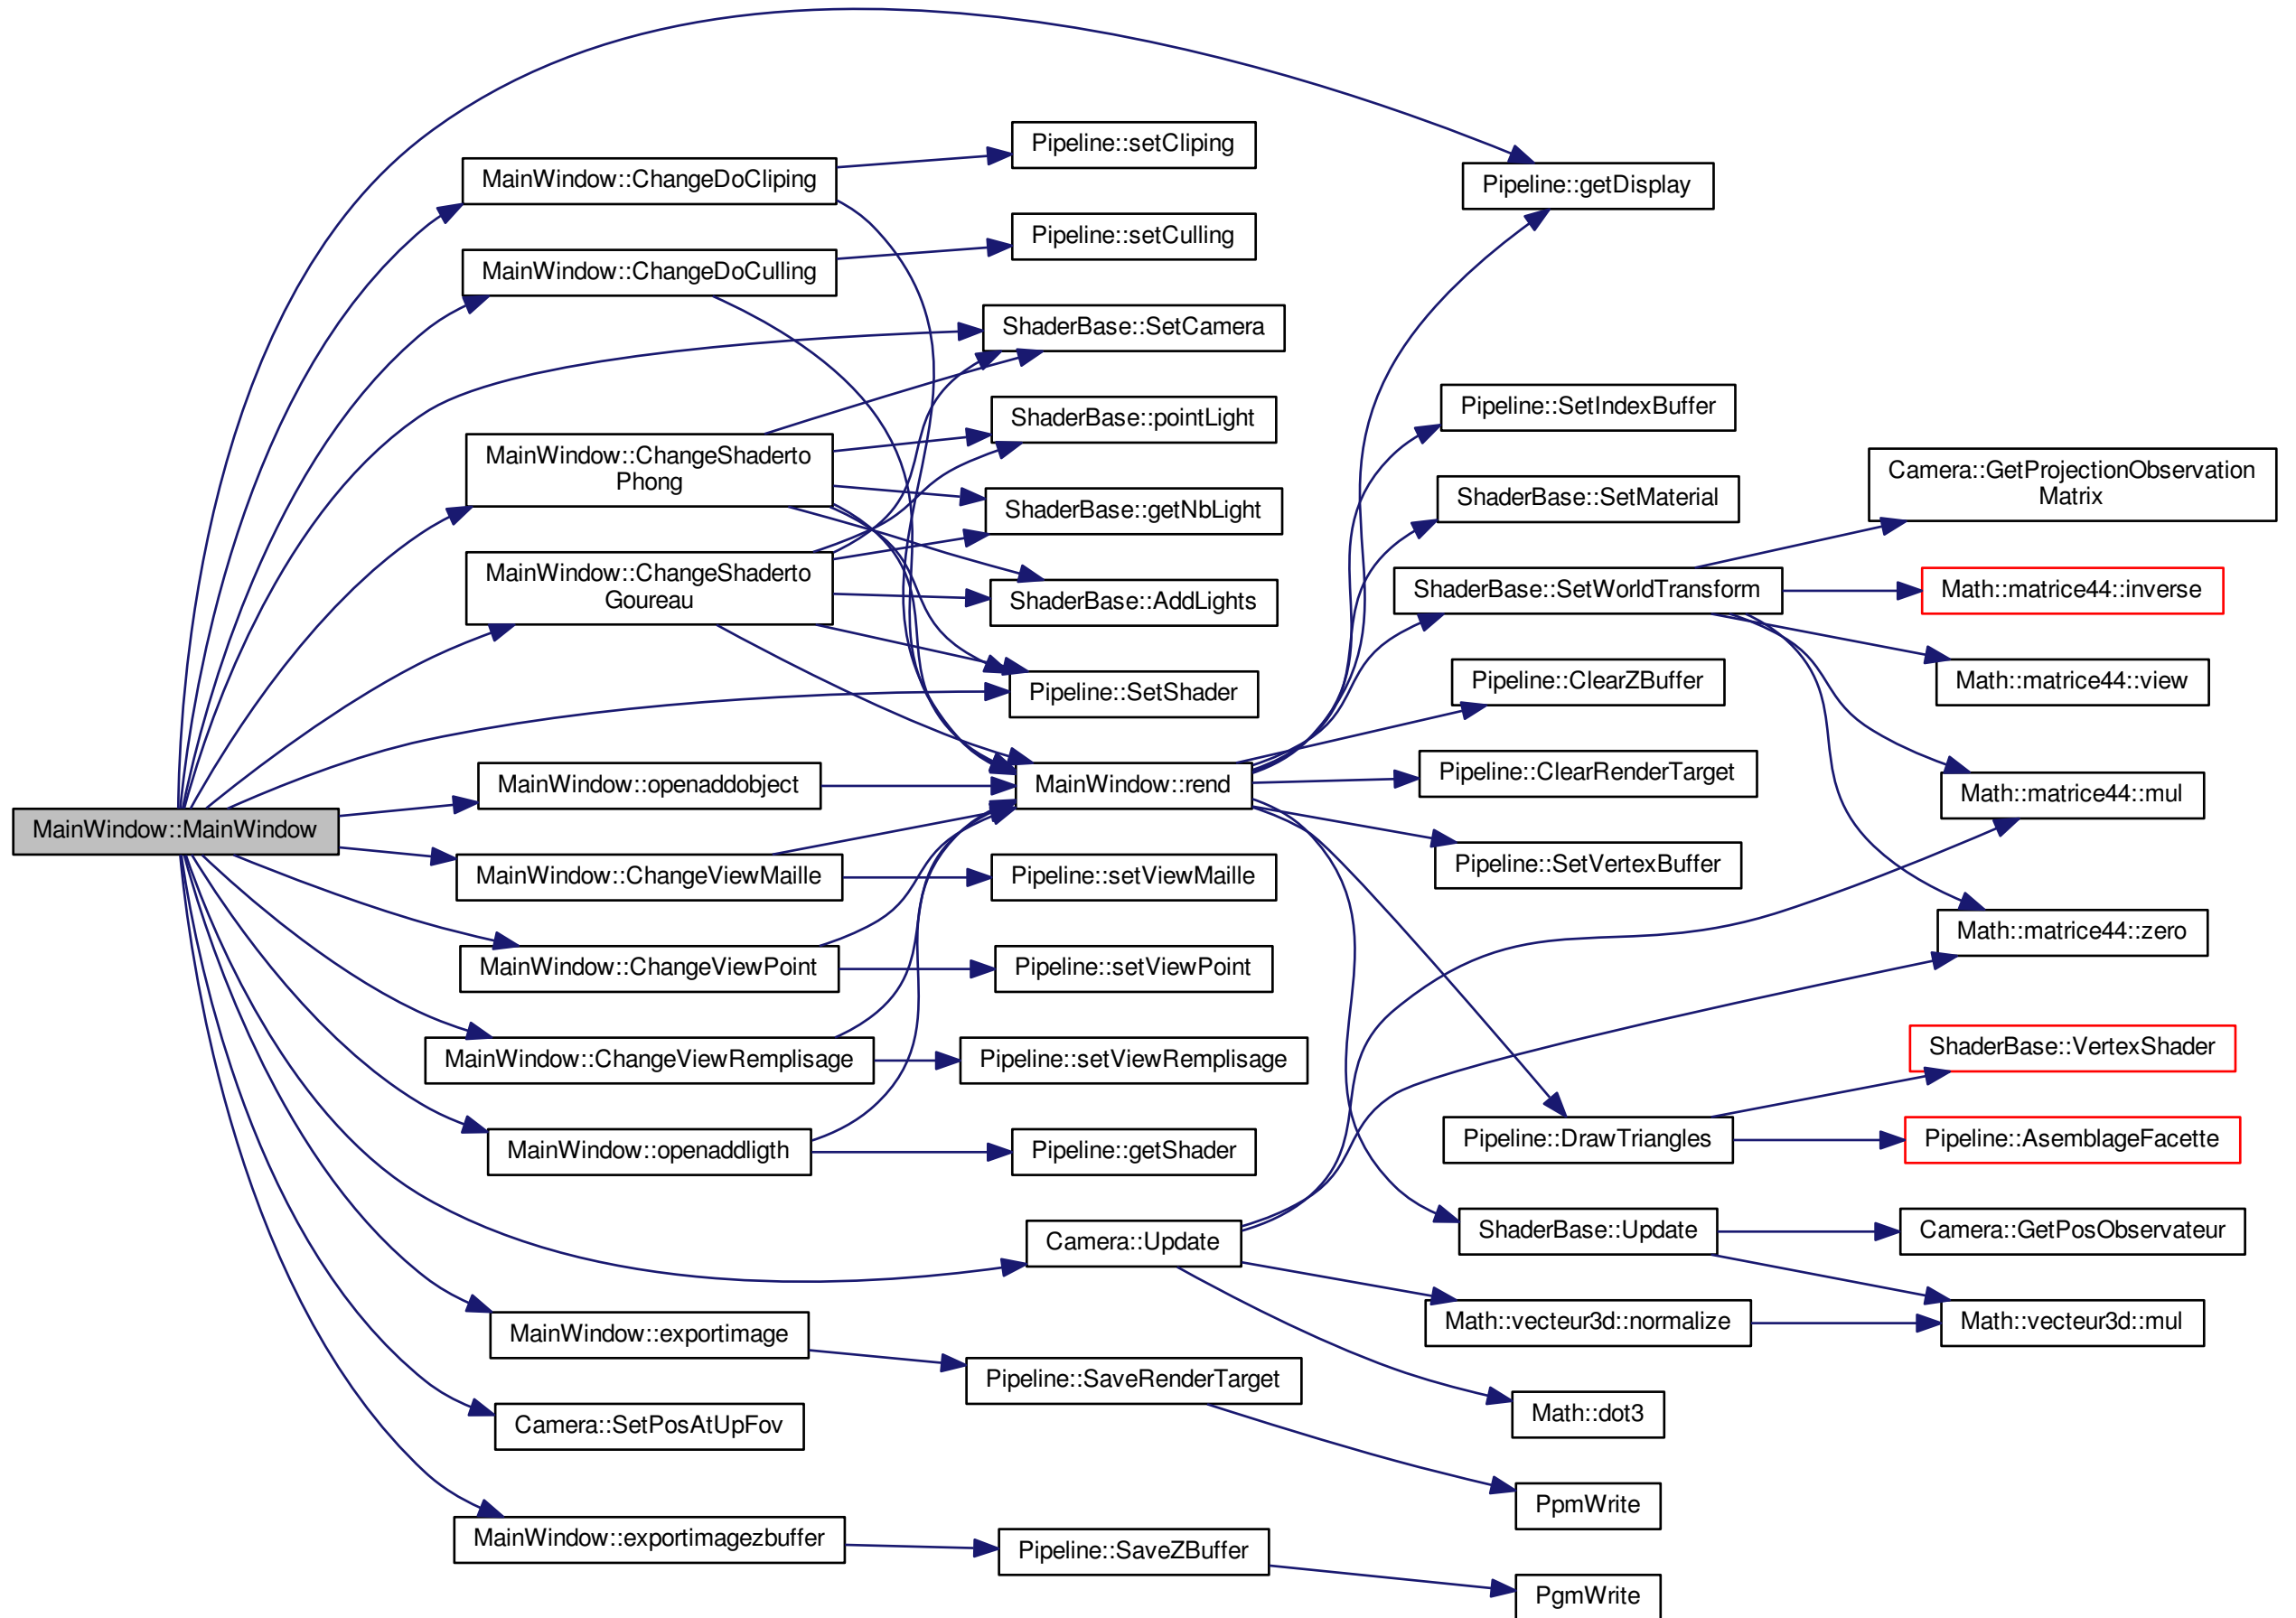 MainWindow::MainWindow
MainWindow::ChangeDoCliping
MainWindow::ChangeDoCulling
MainWindow::ChangeShaderto
Phong
MainWindow::ChangeShaderto
Goureau
MainWindow::openaddobject
MainWindow::ChangeViewMaille
MainWindow::ChangeViewPoint
MainWindow::ChangeViewRemplisage
MainWindow::openaddligth
MainWindow::exportimage
Camera::SetPosAtUpFov
MainWindow::exportimagezbuffer
Pipeline::setCliping
Pipeline::setCulling
ShaderBase::SetCamera
ShaderBase::pointLight
ShaderBase::getNbLight
ShaderBase::AddLights
Pipeline::SetShader
MainWindow::rend
Pipeline::setViewMaille
Pipeline::setViewPoint
Pipeline::setViewRemplisage
Pipeline::getShader
Camera::Update
Pipeline::SaveRenderTarget
Pipeline::SaveZBuffer
Pipeline::getDisplay
Pipeline::SetIndexBuffer
ShaderBase::SetMaterial
ShaderBase::SetWorldTransform
Pipeline::ClearZBuffer
Pipeline::ClearRenderTarget
Pipeline::SetVertexBuffer
Pipeline::DrawTriangles
ShaderBase::Update
Math::vecteur3d::normalize
Math::dot3
PpmWrite
PgmWrite
Camera::GetProjectionObservation
Matrix
Math::matrice44::inverse
Math::matrice44::view
Math::matrice44::mul
Math::matrice44::zero
ShaderBase::VertexShader
Pipeline::AsemblageFacette
Camera::GetPosObservateur
Math::vecteur3d::mul